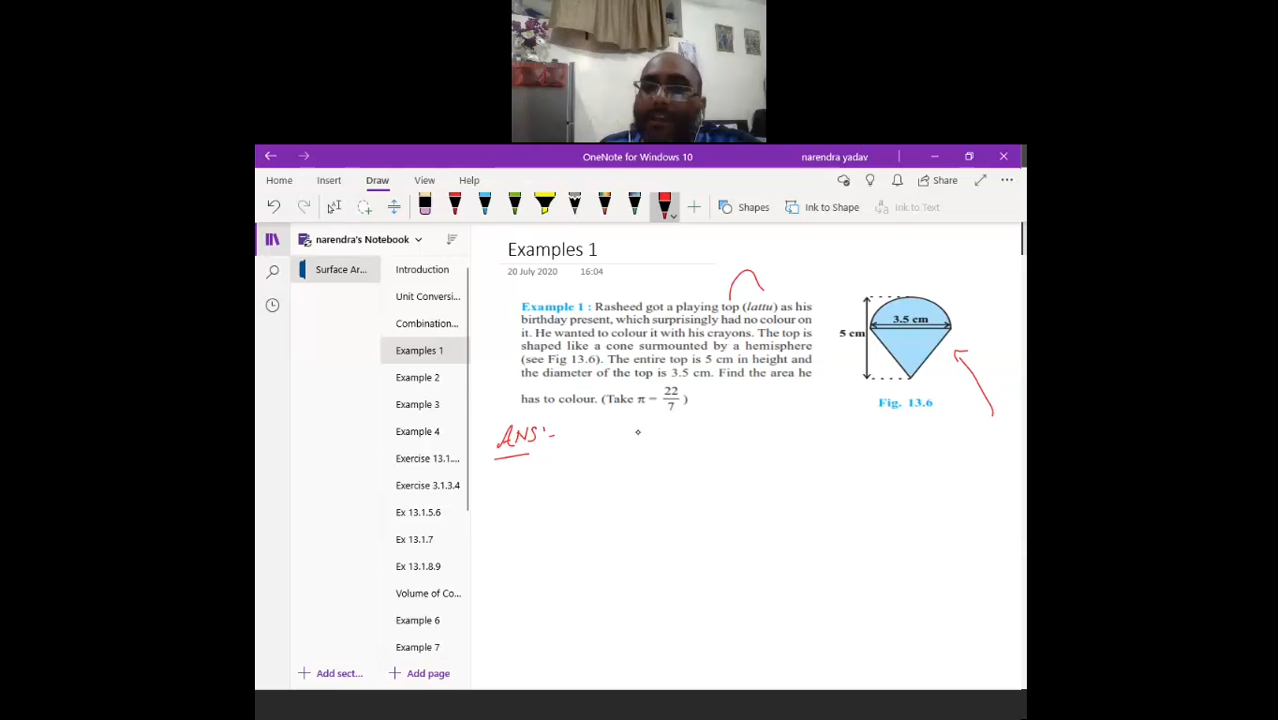 OneNote for Windows 10
narendra yadav
Home Insert Draw View Help
Share
Shapes Ink to Shape Ink to Text
narendra's Notebook
Surface Ar...
Introduction
Unit Conversi...
Combination...
Examples 1
Example 2
Example 3
Example 4
Exercise 13.1....
Exercise 3.1.3.4
Ex 13.1.5.6
Ex 13.1.7
Ex 13.1.8.9
Volume of Co...
Example 6
Example 7
Add sect...
Add page
Examples 1
20 July 2020 16:04
Example 1 : Rasheed got a playing top (lattu) as his
birthday present, which surprisingly had no colour on
it. He wanted to colour it with his crayons. The top is
shaped like a cone surmounted by a hemisphere
(see Fig 13.6). The entire top is 5 cm in height and
the diameter of the top is 3.5 cm. Find the area he
has to colour. (Take π = 22/7)
3.5 cm
5 cm
Fig. 13.6
ANS:-